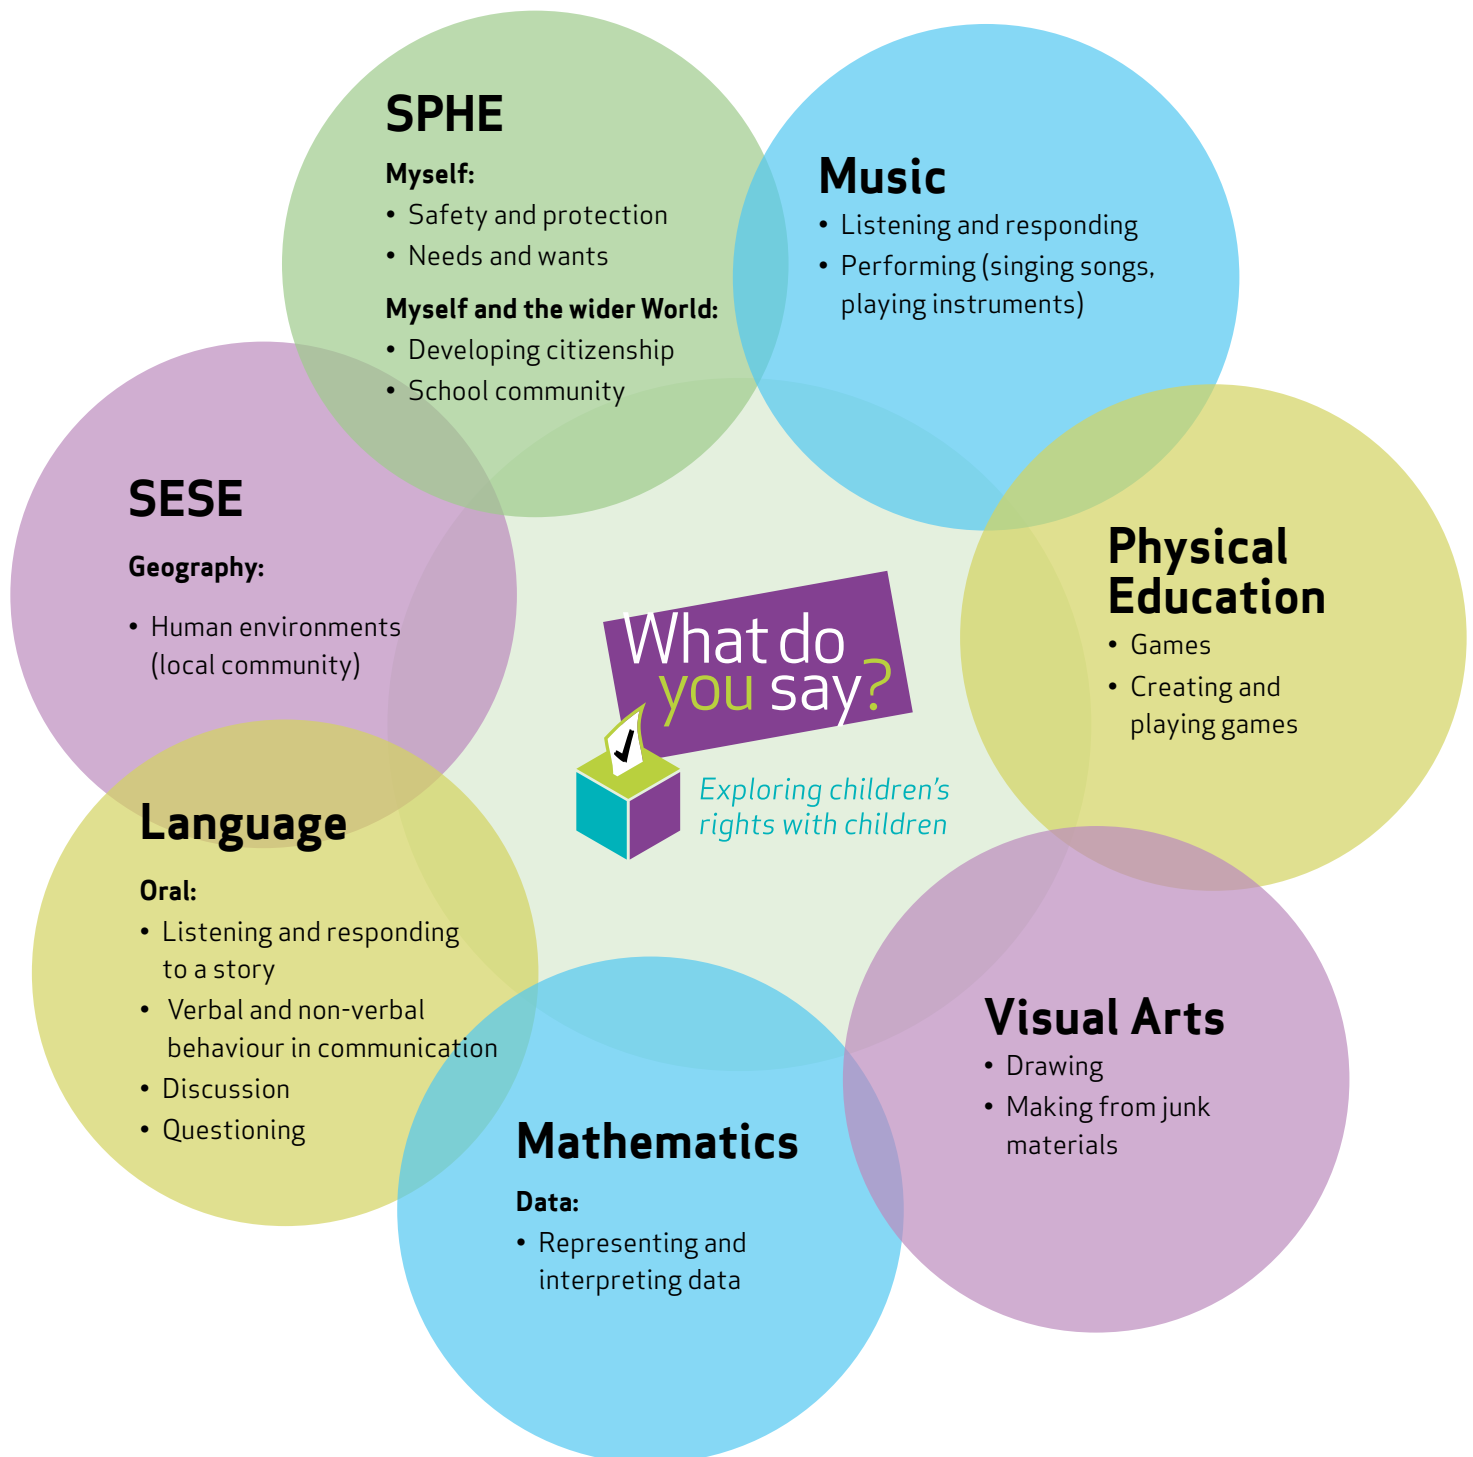 SPHE
Myself:
• Safety and protection
• Needs and wants
Myself and the wider World:
• Developing citizenship
• School community
Music
• Listening and responding
• Performing (singing songs,
playing instruments)
Physical
Education
• Games
• Creating and
playing games
Visual Arts
• Drawing
• Making from junk
materials
Mathematics
Data:
• Representing and
interpreting data
Language
Oral:
• Listening and responding
to a story
• Verbal and non-verbal
behaviour in communication
• Discussion
• Questioning
SESE
Geography:
• Human environments
(local community)
What do
you say?
Exploring children's
rights with children